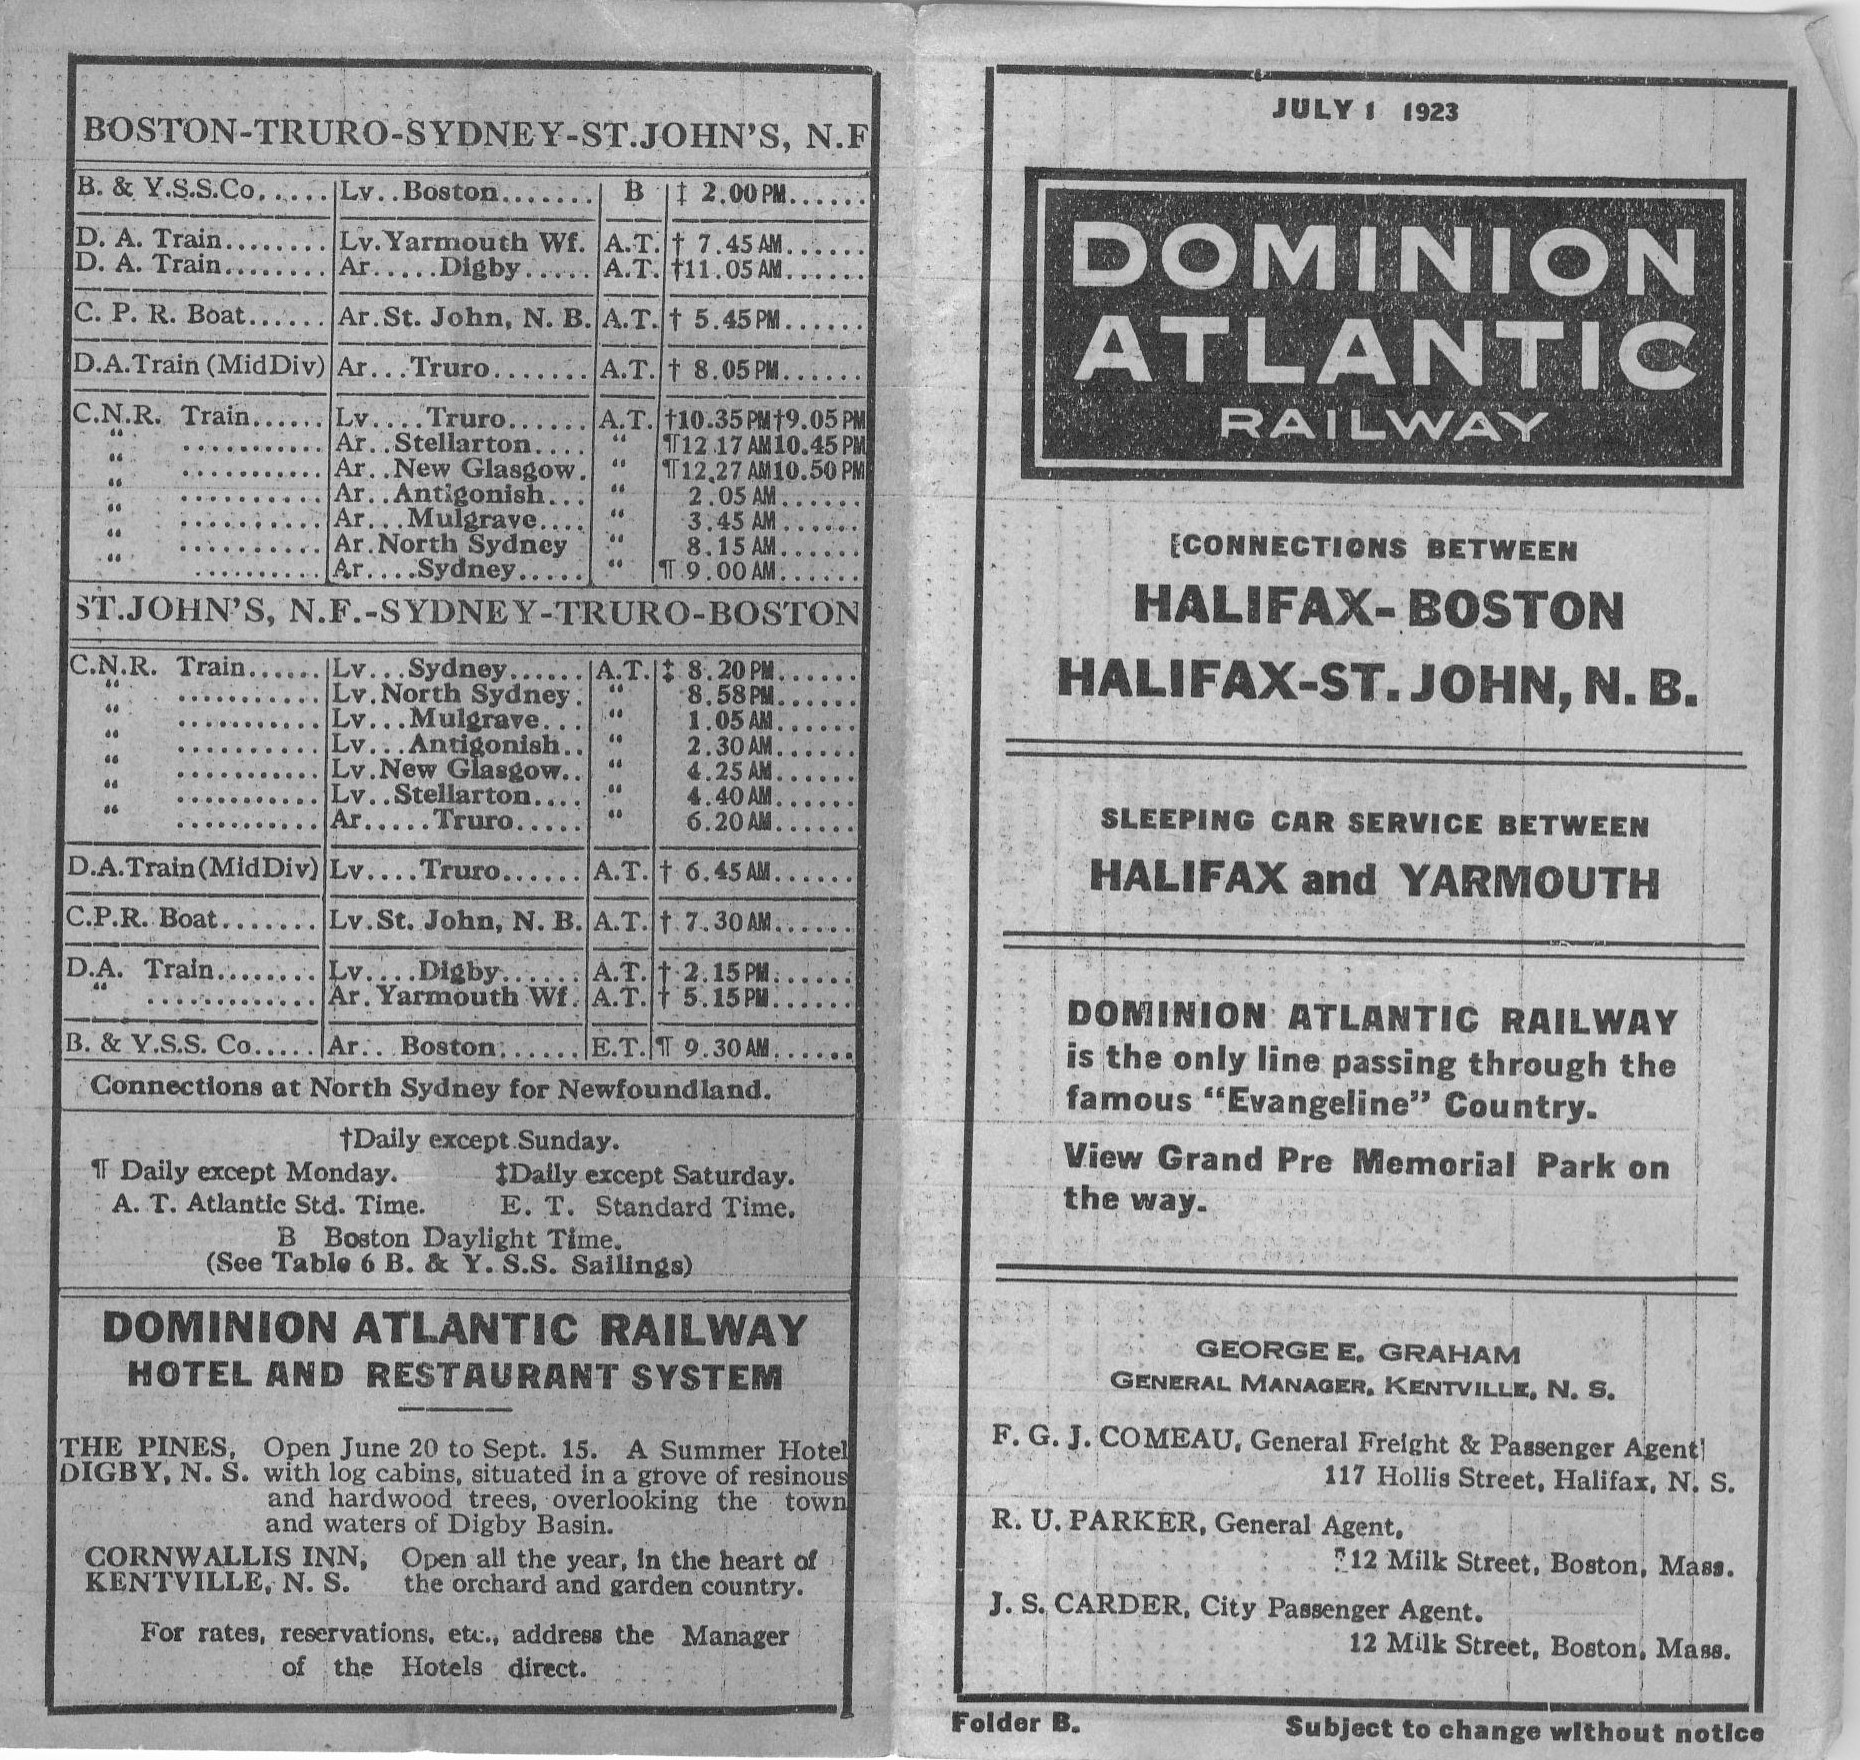 BOSTON-TRURO-SYDNEY-ST.JOHN'S, N.F
B. & Y.S.S.Co...... Lv..Boston....... B ‡ 2.00 PM......
D. A. Train........ Lv.Yarmouth Wf. A.T. † 7.45 AM......
D. A. Train........ Ar.....Digby...... A.T. †11.05 AM......
C. P. R. Boat...... Ar.St. John, N. B. A.T. † 5.45 PM......
D.A.Train (MidDiv) Ar...Truro....... A.T. † 8.05 PM......
C.N.R. Train...... Lv....Truro...... A.T. †10.35 PM †9.05 PM
" ........... Ar..Stellarton.... " ¶12 17 AM 10.45 PM
" ........... Ar..New Glasgow. " ¶12.27 AM 10.50 PM
" ........... Ar..Antigonish... " 2.05 AM......
" .......... Ar...Mulgrave.... " 3.45 AM......
" .......... Ar.North Sydney " 8.15 AM......
" .......... Ar....Sydney..... " ¶ 9.00 AM......
ST.JOHN'S, N.F.-SYDNEY-TRURO-BOSTON
C.N.R. Train...... Lv...Sydney...... A.T. ‡ 8.20 PM......
" ........... Lv.North Sydney. " 8.58 PM......
" ........... Lv...Mulgrave... " 1.05 AM......
" ........... Lv...Antigonish.. " 2.30 AM......
" ........... Lv.New Glasgow.. " 4.25 AM......
" ........... Lv..Stellarton.... " 4.40 AM......
" ........... Ar.....Truro..... " 6.20 AM......
D.A.Train(MidDiv) Lv....Truro...... A.T. † 6.45 AM......
C.P.R. Boat....... Lv.St. John, N. B. A.T. † 7.30 AM......
D.A. Train........ Lv....Digby...... A.T. † 2.15 PM......
" ............. Ar.Yarmouth Wf. A.T. † 5.15 PM......
B. & Y.S.S. Co..... Ar.. Boston....... E.T. ¶ 9.30 AM......
Connections at North Sydney for Newfoundland.
†Daily except Sunday.
¶ Daily except Monday. ‡Daily except Saturday.
A. T. Atlantic Std. Time. E. T. Standard Time.
B Boston Daylight Time.
(See Table 6 B. & Y. S.S. Sailings)
DOMINION ATLANTIC RAILWAY
HOTEL AND RESTAURANT SYSTEM
THE PINES, Open June 20 to Sept. 15. A Summer Hotel
DIGBY, N. S. with log cabins, situated in a grove of resinous
and hardwood trees, overlooking the town
and waters of Digby Basin.
CORNWALLIS INN, Open all the year, in the heart of
KENTVILLE, N. S. the orchard and garden country.
For rates, reservations, etc., address the Manager
of the Hotels direct.
JULY 1 1923
DOMINION
ATLANTIC
RAILWAY
CONNECTIONS BETWEEN
HALIFAX-BOSTON
HALIFAX-ST. JOHN, N. B.
SLEEPING CAR SERVICE BETWEEN
HALIFAX and YARMOUTH
DOMINION ATLANTIC RAILWAY
is the only line passing through the
famous "Evangeline" Country.
View Grand Pre Memorial Park on
the way.
GEORGE E. GRAHAM
GENERAL MANAGER, KENTVILLE, N. S.
F. G. J. COMEAU, General Freight & Passenger Agent
117 Hollis Street, Halifax, N. S.
R. U. PARKER, General Agent,
12 Milk Street, Boston, Mass.
J. S. CARDER, City Passenger Agent.
12 Milk Street, Boston, Mass.
Folder B. Subject to change without notice